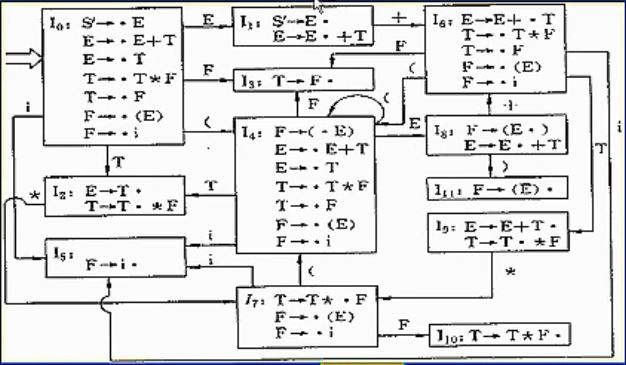 I₀: S'→·E
E→·E+T
E→·T
T→·T*F
T→·F
F→·(E)
F→·i
E
I₁: S'→E·
E→E·+T
+
I₆: E→E+·T
T→·T*F
T→·F
F→·(E)
F→·i
F
I₃: T→F·
F
(
i
(
F
(
I₄: F→(·E)
E→·E+T
E→·T
T→·T*F
T→·F
F→·(E)
F→·i
E
+
I₈: F→(E·)
E→E·+T
i
T
)
T
*
I₂: E→T·
T→T·*F
T
I₁₁: F→(E)·
I₉: E→E+T·
T→T·*F
I₅:
F→i·
i
i
(
*
I₇: T→T*·F
F→·(E)
F→·i
F
I₁₀: T→T*F·